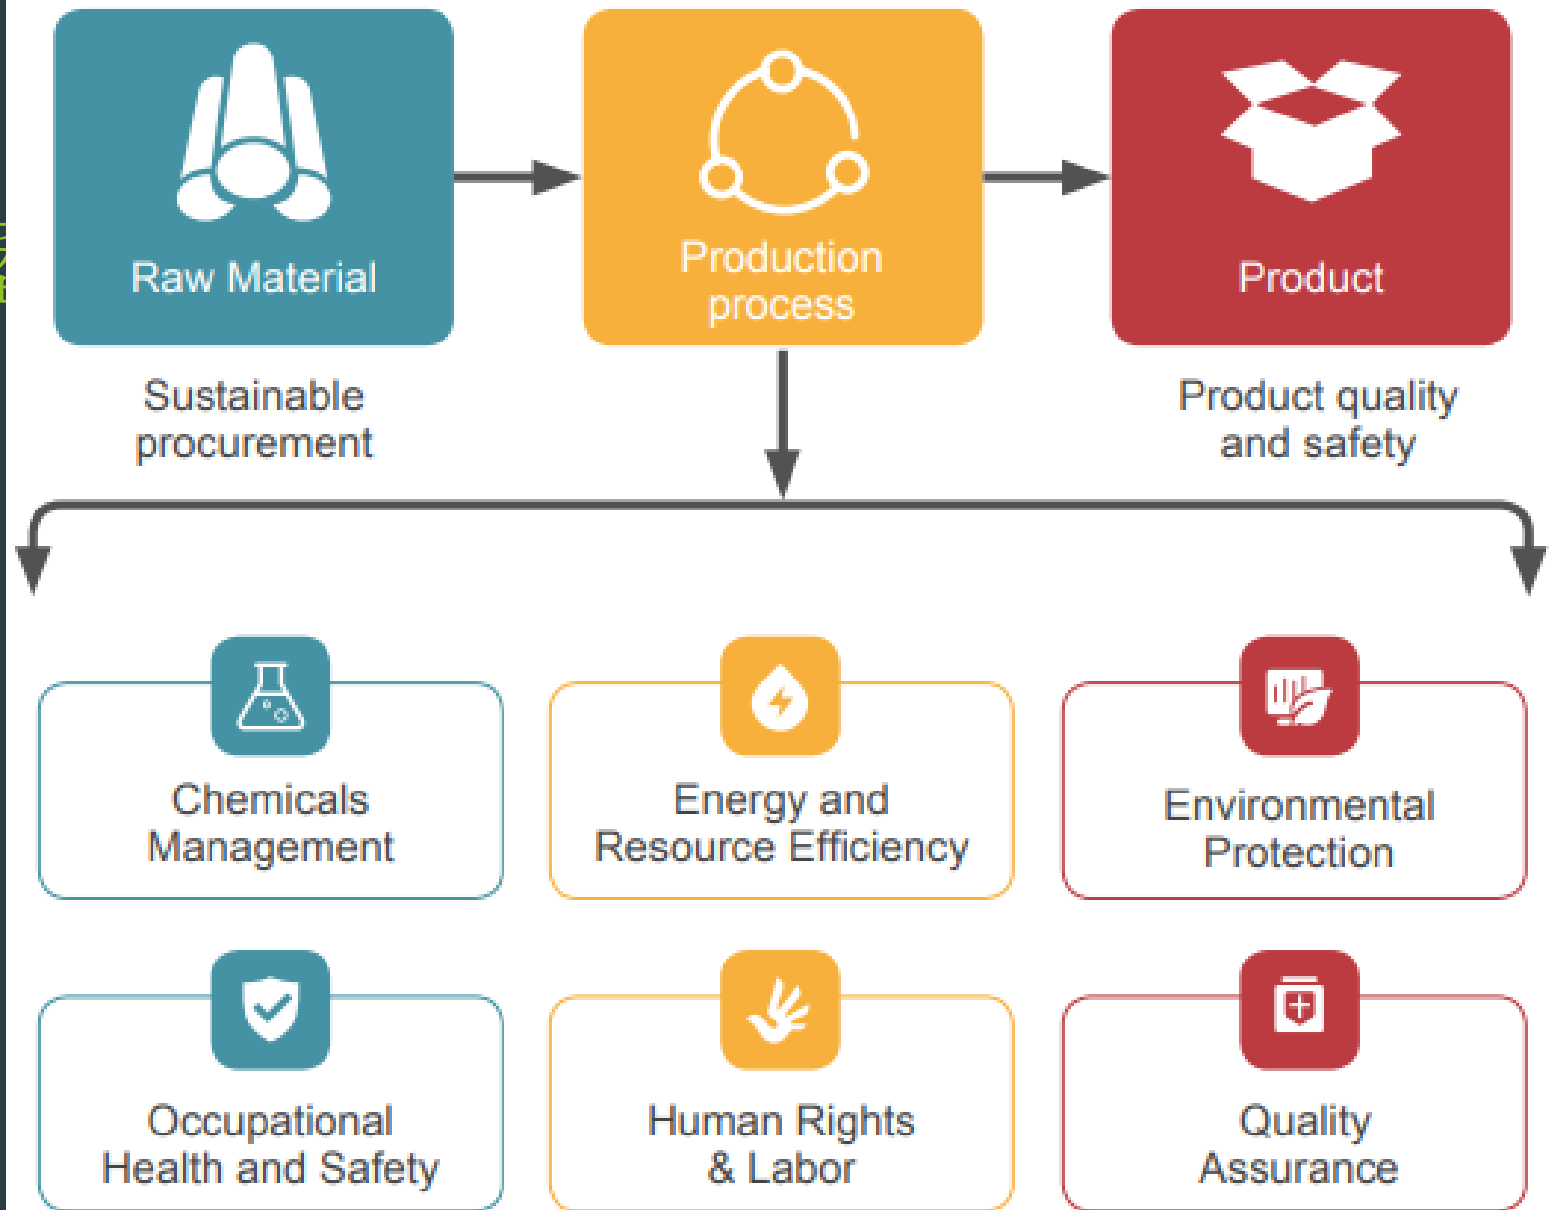 Raw Material
Production
process
Product
Sustainable
procurement
Product quality
and safety
Chemicals
Management
Energy and
Resource Efficiency
Environmental
Protection
Occupational
Health and Safety
Human Rights
& Labor
Quality
Assurance